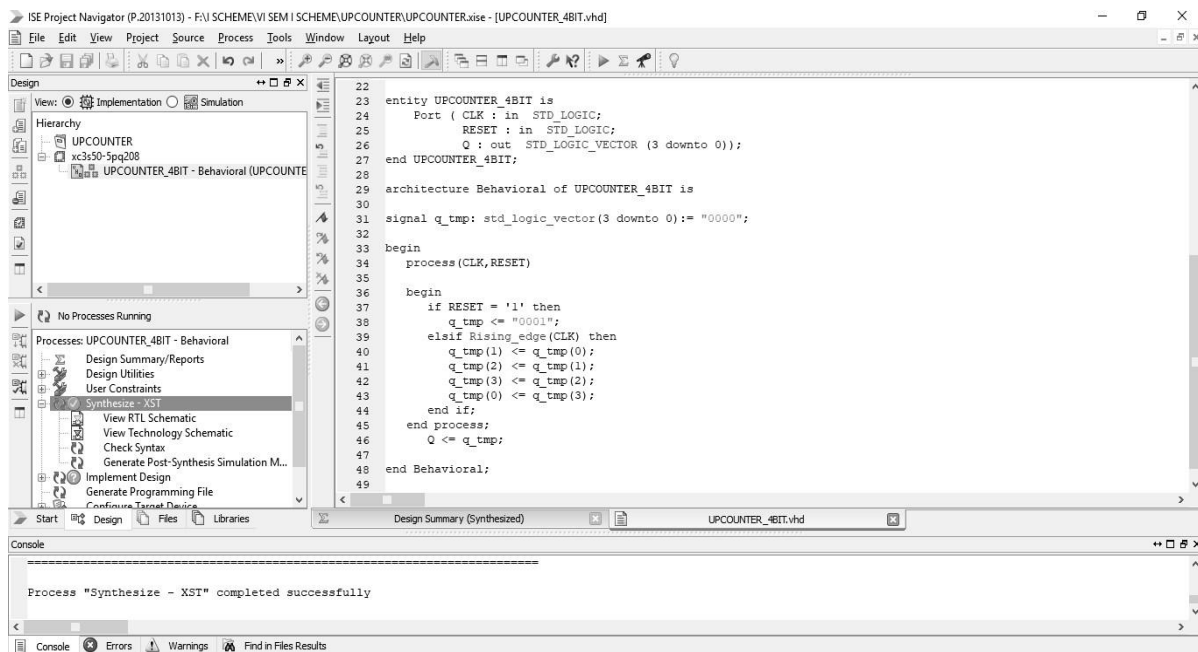 ISE Project Navigator (P.20131013) - F:\I SCHEME\VI SEM I SCHEME\UPCOUNTER\UPCOUNTER.xise - [UPCOUNTER_4BIT.vhd]
File Edit View Project Source Process Tools Window Layout Help
Design
View: Implementation Simulation
Hierarchy
UPCOUNTER
xc3s50-5pq208
UPCOUNTER_4BIT - Behavioral (UPCOUNTE
No Processes Running
Processes: UPCOUNTER_4BIT - Behavioral
Design Summary/Reports
Design Utilities
User Constraints
Synthesize - XST
View RTL Schematic
View Technology Schematic
Check Syntax
Generate Post-Synthesis Simulation M...
Implement Design
Generate Programming File
Configure Target Device
Start Design Files Libraries
22
23 entity UPCOUNTER_4BIT is
24 Port ( CLK : in STD_LOGIC;
25 RESET : in STD_LOGIC;
26 Q : out STD_LOGIC_VECTOR (3 downto 0));
27 end UPCOUNTER_4BIT;
28
29 architecture Behavioral of UPCOUNTER_4BIT is
30
31 signal q_tmp: std_logic_vector(3 downto 0):= "0000";
32
33 begin
34 process(CLK,RESET)
35
36 begin
37 if RESET = '1' then
38 q_tmp <= "0001";
39 elsif Rising_edge(CLK) then
40 q_tmp(1) <= q_tmp(0);
41 q_tmp(2) <= q_tmp(1);
42 q_tmp(3) <= q_tmp(2);
43 q_tmp(0) <= q_tmp(3);
44 end if;
45 end process;
46 Q <= q_tmp;
47
48 end Behavioral;
49
Design Summary (Synthesized) UPCOUNTER_4BIT.vhd
Console
=========================================================================
Process "Synthesize - XST" completed successfully
Console Errors Warnings Find in Files Results